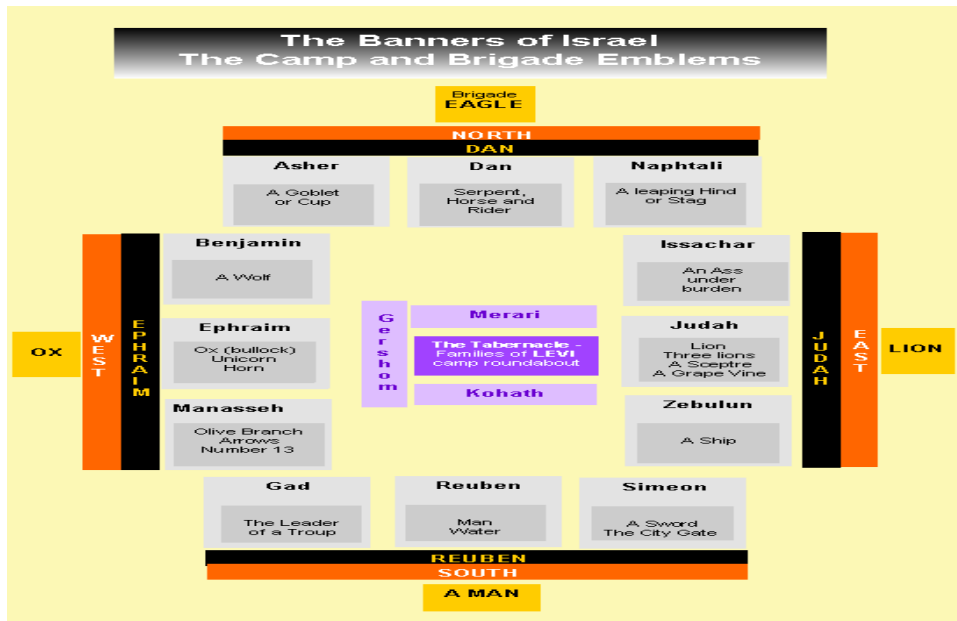 The Banners of Israel
The Camp and Brigade Emblems
Brigade
EAGLE
NORTH
DAN
Asher
A Goblet
or Cup
Dan
Serpent,
Horse and
Rider
Naphtali
A leaping Hind
or Stag
OX
WEST
EPHRAIM
Benjamin
A Wolf
Ephraim
Ox (bullock)
Unicorn
Horn
Manasseh
Olive Branch
Arrows
Number 13
Gershom
Merari
The Tabernacle -
Families of LEVI
camp roundabout
Kohath
Issachar
An Ass
under
burden
Judah
Lion
Three lions
A Sceptre
A Grape Vine
Zebulun
A Ship
JUDAH
EAST
LION
Gad
The Leader
of a Troup
Reuben
Man
Water
Simeon
A Sword
The City Gate
REUBEN
SOUTH
A MAN